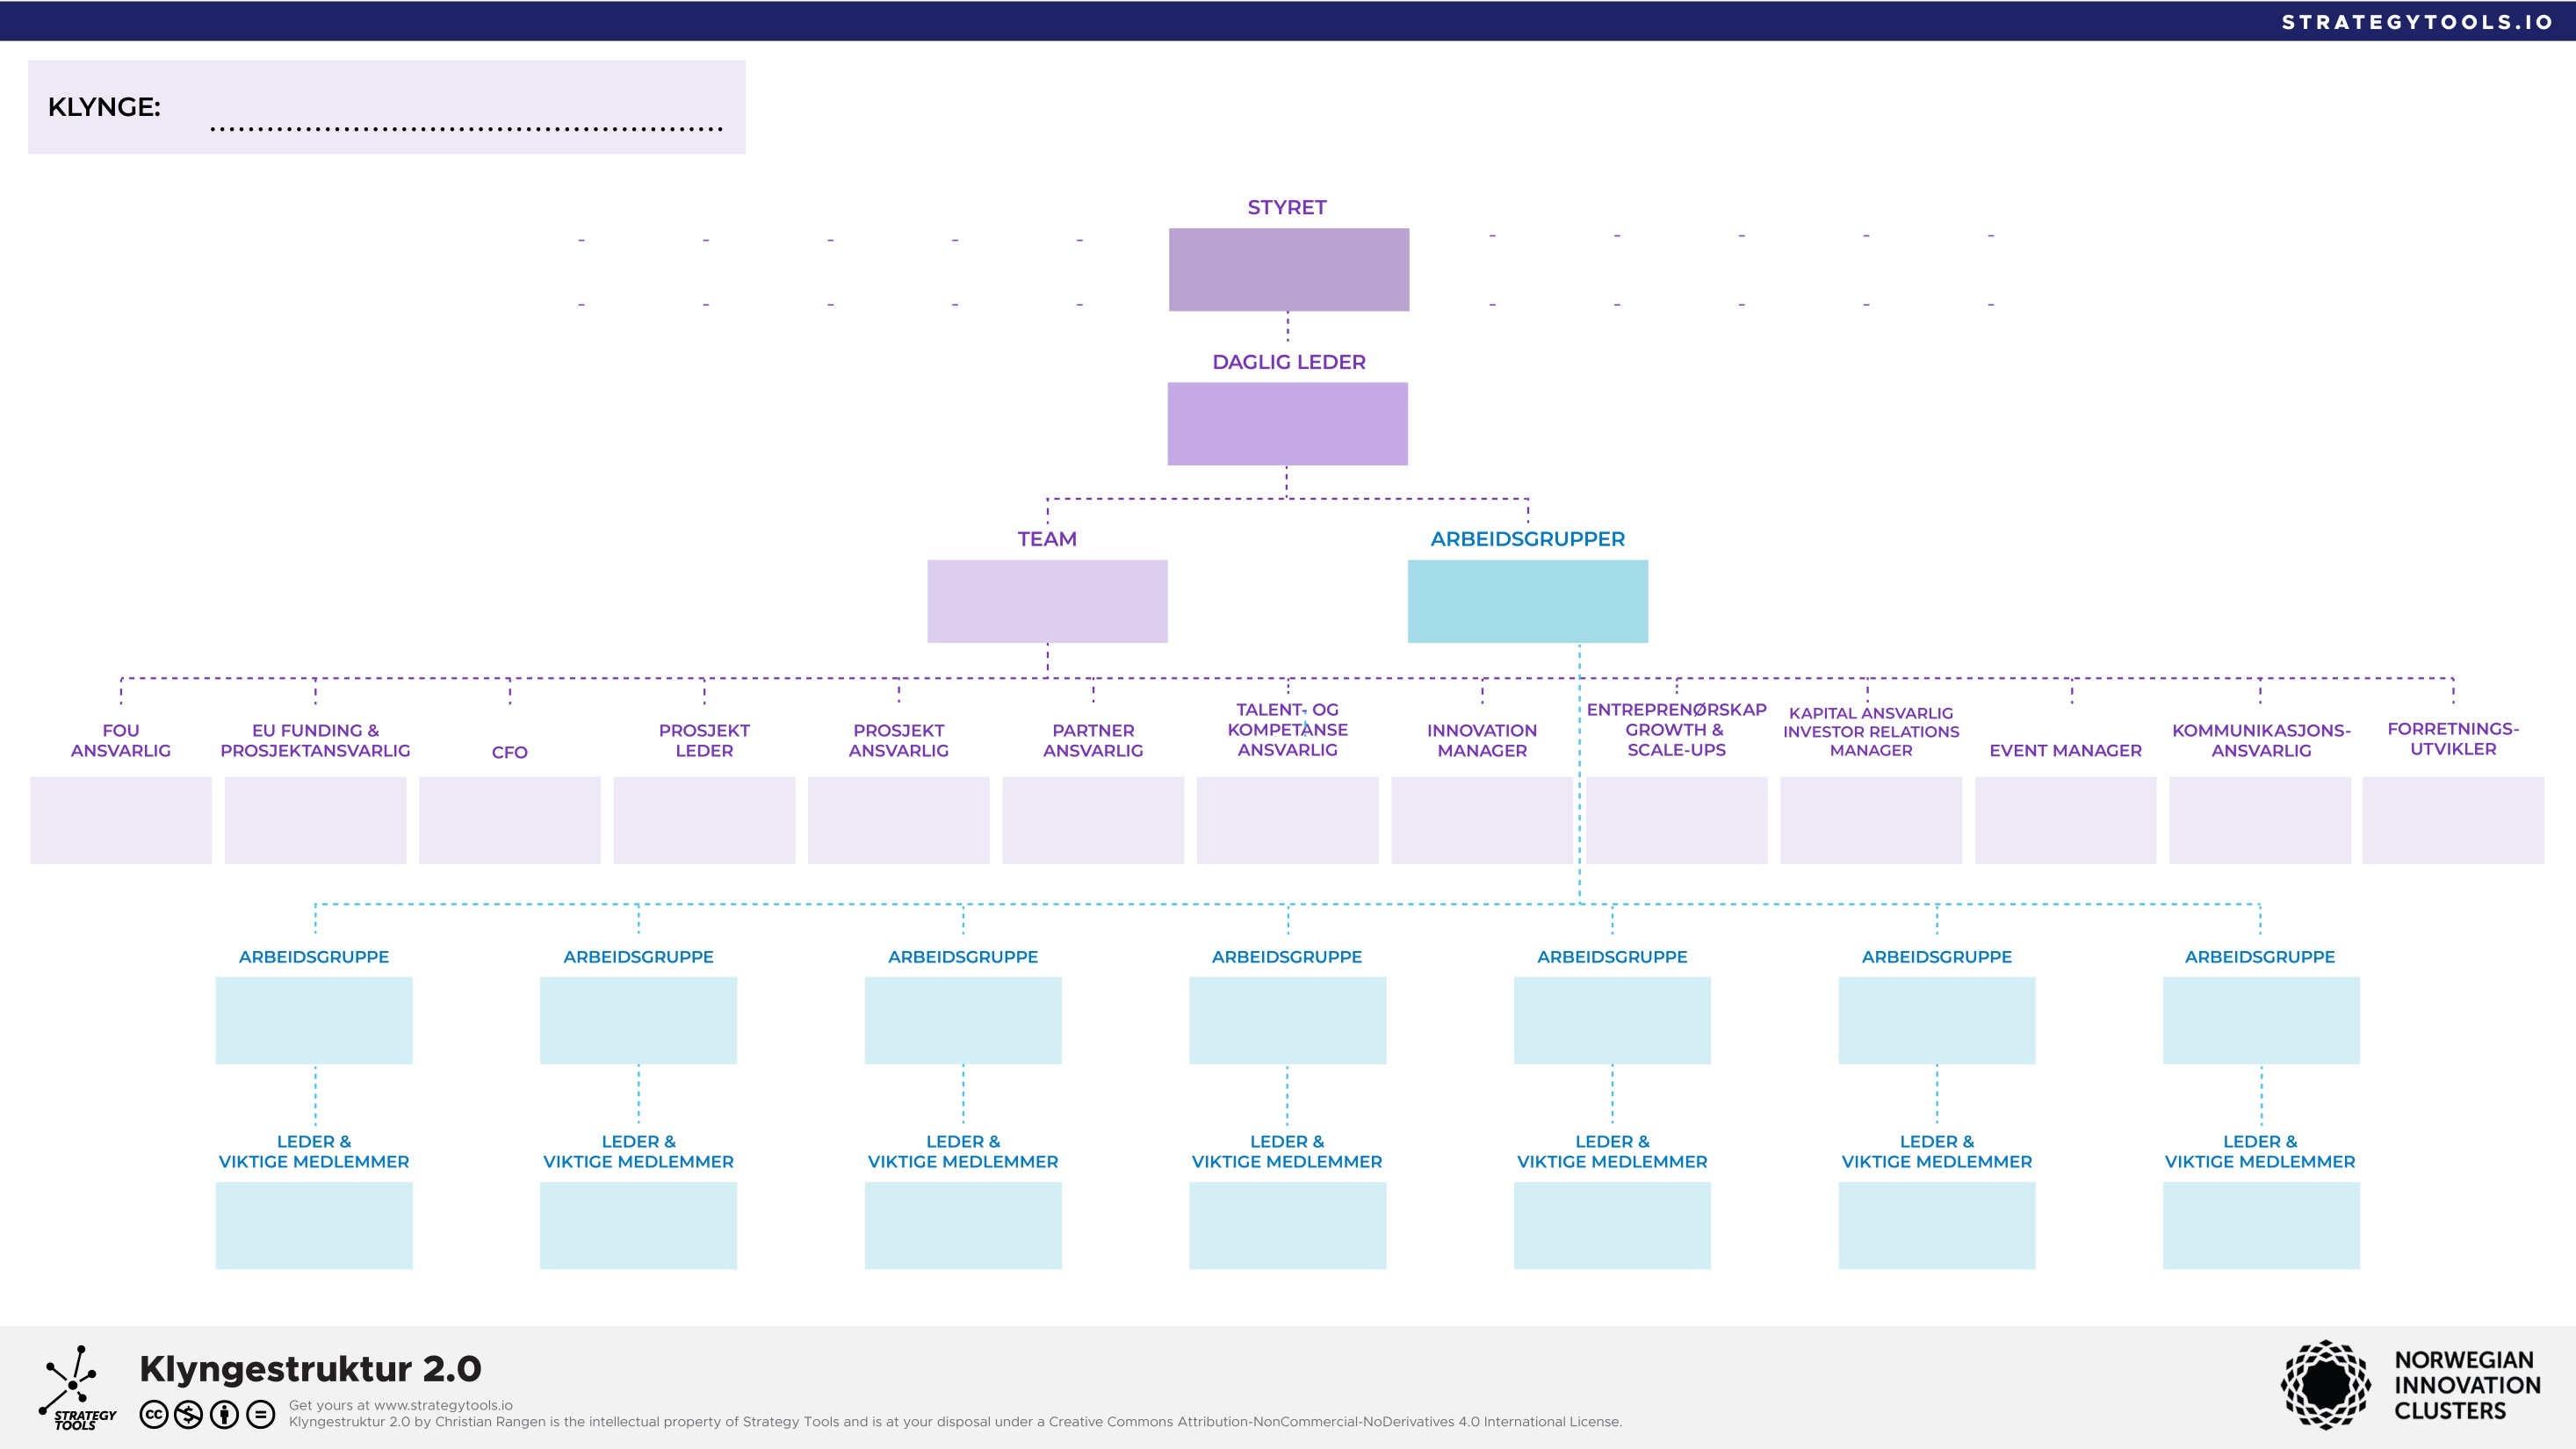 STRATEGYTOOLS.IO
KLYNGE:
STYRET
DAGLIG LEDER
TEAM
ARBEIDSGRUPPER
FOU
ANSVARLIG
EU FUNDING &
PROSJEKTANSVARLIG
CFO
PROSJEKT
LEDER
PROSJEKT
ANSVARLIG
PARTNER
ANSVARLIG
TALENT- OG
KOMPETANSE
ANSVARLIG
INNOVATION
MANAGER
ENTREPRENØRSKAP
GROWTH &
SCALE-UPS
KAPITAL ANSVARLIG
INVESTOR RELATIONS
MANAGER
EVENT MANAGER
KOMMUNIKASJONS-
ANSVARLIG
FORRETNINGS-
UTVIKLER
ARBEIDSGRUPPE
ARBEIDSGRUPPE
ARBEIDSGRUPPE
ARBEIDSGRUPPE
ARBEIDSGRUPPE
ARBEIDSGRUPPE
ARBEIDSGRUPPE
LEDER &
VIKTIGE MEDLEMMER
LEDER &
VIKTIGE MEDLEMMER
LEDER &
VIKTIGE MEDLEMMER
LEDER &
VIKTIGE MEDLEMMER
LEDER &
VIKTIGE MEDLEMMER
LEDER &
VIKTIGE MEDLEMMER
LEDER &
VIKTIGE MEDLEMMER
STRATEGY
TOOLS
Klyngestruktur 2.0
cc
Get yours at www.strategytools.io
Klyngestruktur 2.0 by Christian Rangen is the intellectual property of Strategy Tools and is at your disposal under a Creative Commons Attribution-NonCommercial-NoDerivatives 4.0 International License.
NORWEGIAN
INNOVATION
CLUSTERS